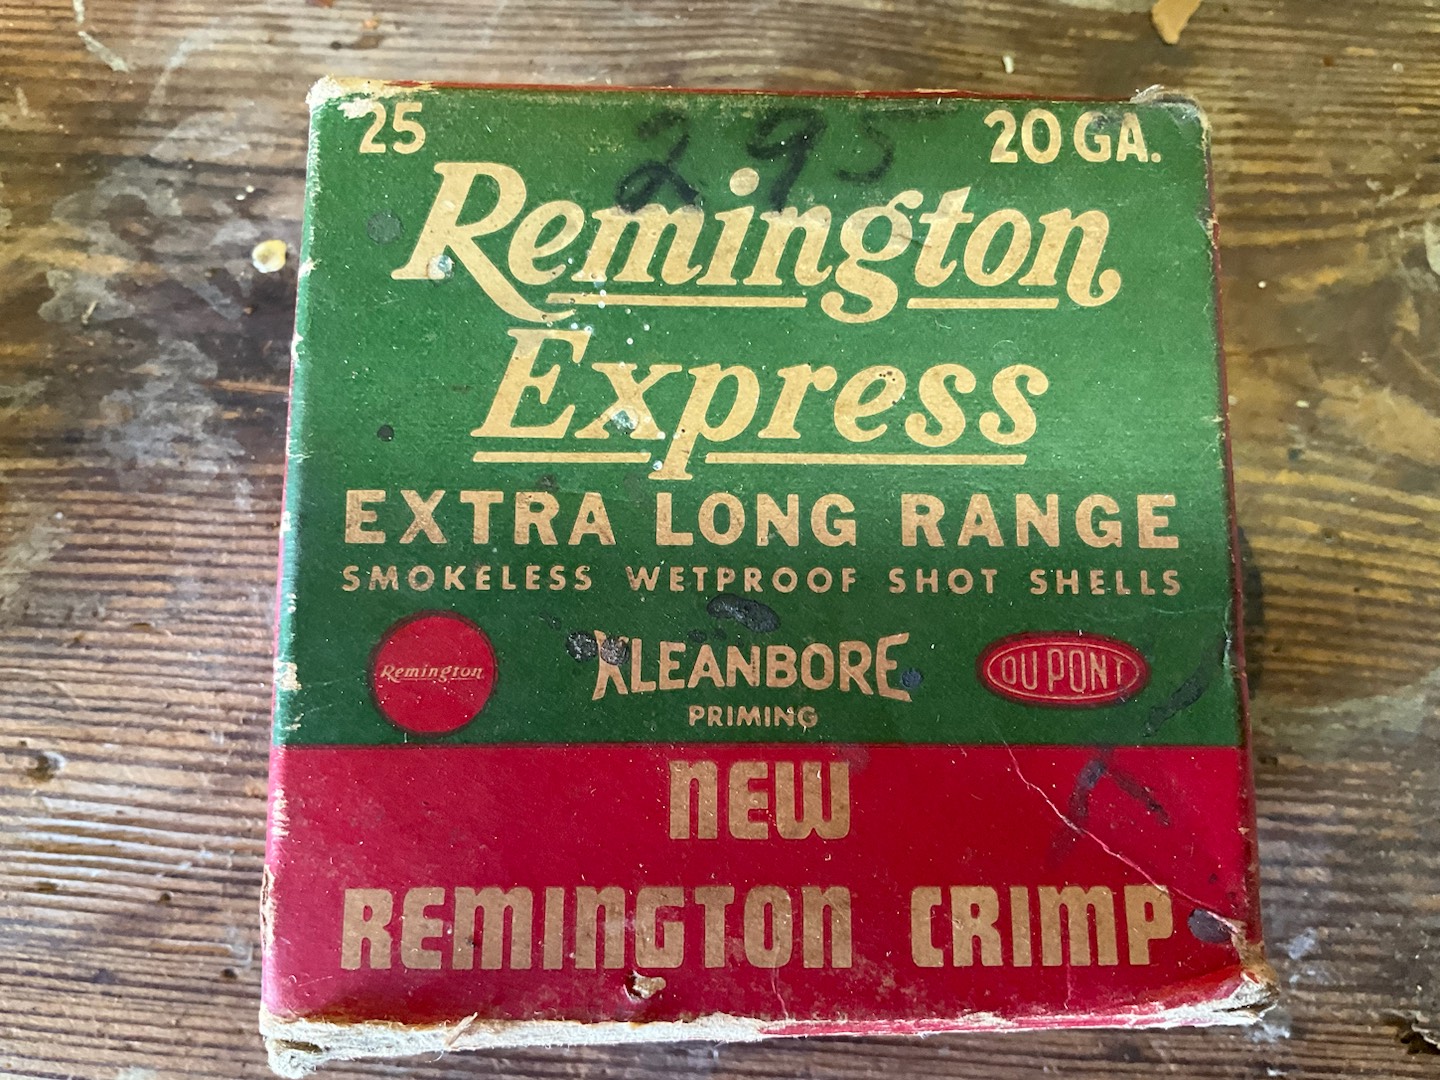 25 20 GA.
295
Remington
Express
EXTRA LONG RANGE
SMOKELESS WETPROOF SHOT SHELLS
Remington
KLEANBORE
PRIMING
DU PONT
NEW
REMINGTON CRIMP